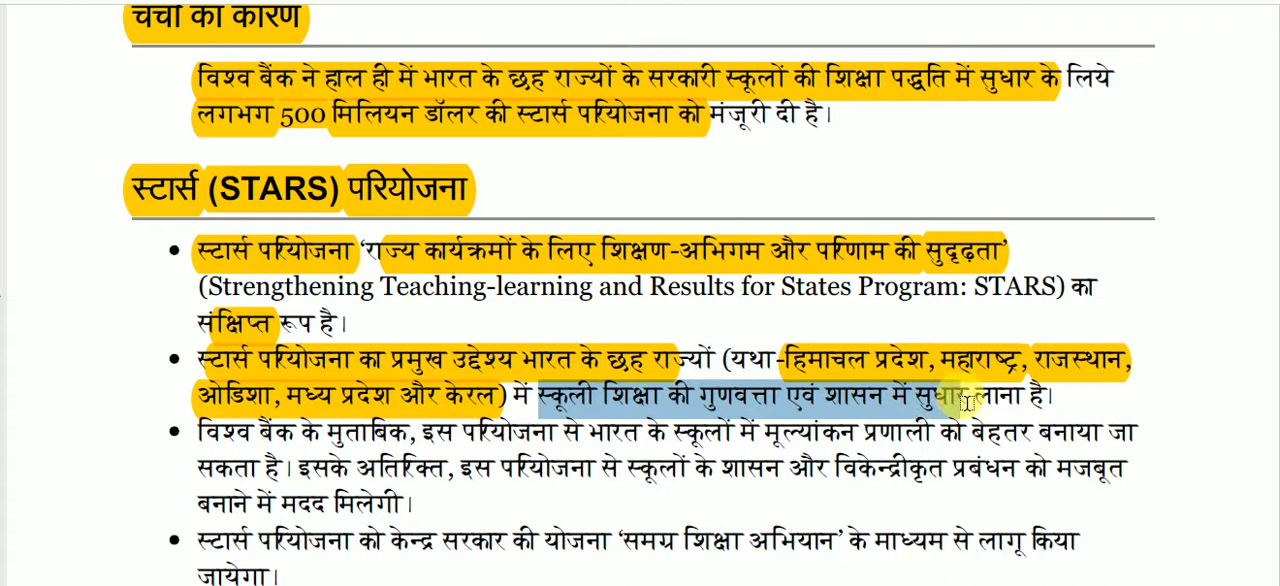 चर्चा का कारण
विश्व बैंक ने हाल ही में भारत के छह राज्यों के सरकारी स्कूलों की शिक्षा पद्धति में सुधार के लिये
लगभग 500 मिलियन डॉलर की स्टार्स परियोजना को मंजूरी दी है।
स्टार्स (STARS) परियोजना
• स्टार्स परियोजना ‘राज्य कार्यक्रमों के लिए शिक्षण-अभिगम और परिणाम की सुदृढ़ता’
(Strengthening Teaching-learning and Results for States Program: STARS) का
संक्षिप्त रूप है।
• स्टार्स परियोजना का प्रमुख उद्देश्य भारत के छह राज्यों (यथा-हिमाचल प्रदेश, महाराष्ट्र, राजस्थान,
ओडिशा, मध्य प्रदेश और केरल) में स्कूली शिक्षा की गुणवत्ता एवं शासन में सुधार लाना है।
• विश्व बैंक के मुताबिक, इस परियोजना से भारत के स्कूलों में मूल्यांकन प्रणाली को बेहतर बनाया जा
सकता है। इसके अतिरिक्त, इस परियोजना से स्कूलों के शासन और विकेन्द्रीकृत प्रबंधन को मजबूत
बनाने में मदद मिलेगी।
• स्टार्स परियोजना को केन्द्र सरकार की योजना ‘समग्र शिक्षा अभियान’ के माध्यम से लागू किया
जायेगा।